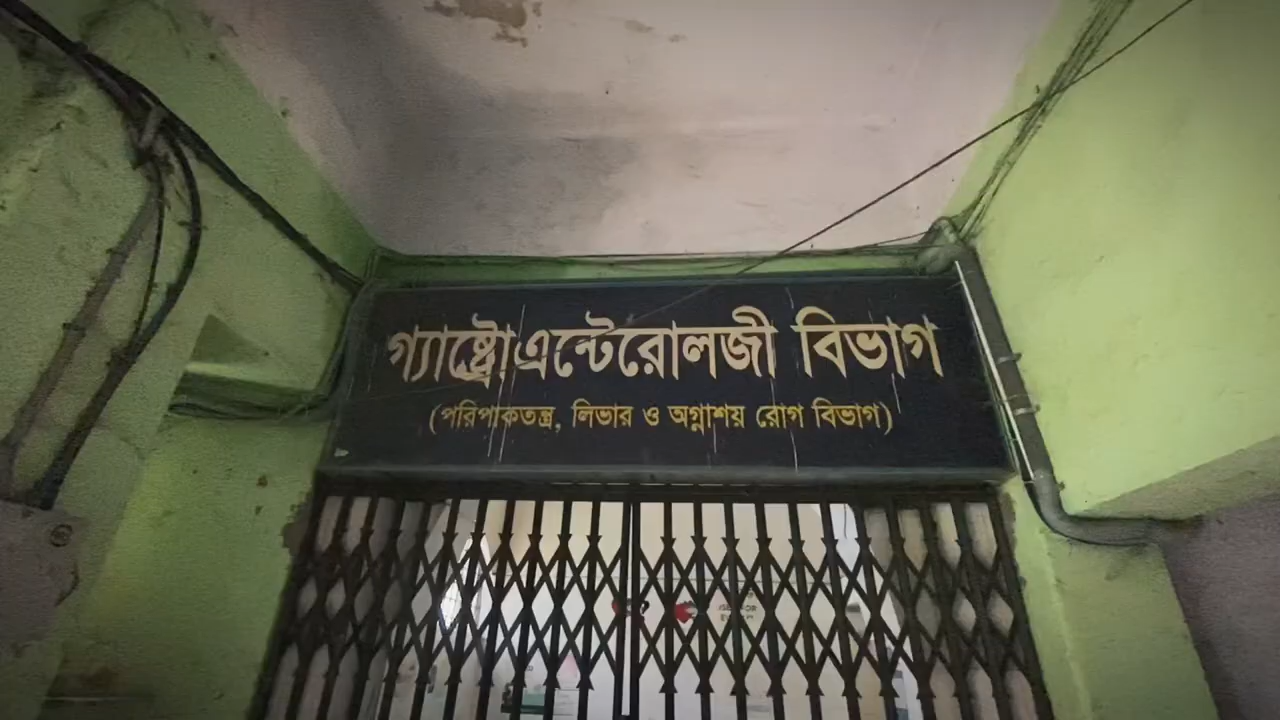 গ্যাষ্ট্রোএন্টেরোলজী বিভাগ
(পরিপাকতন্ত্র, লিভার ও অগ্নাশয় রোগ বিভাগ)